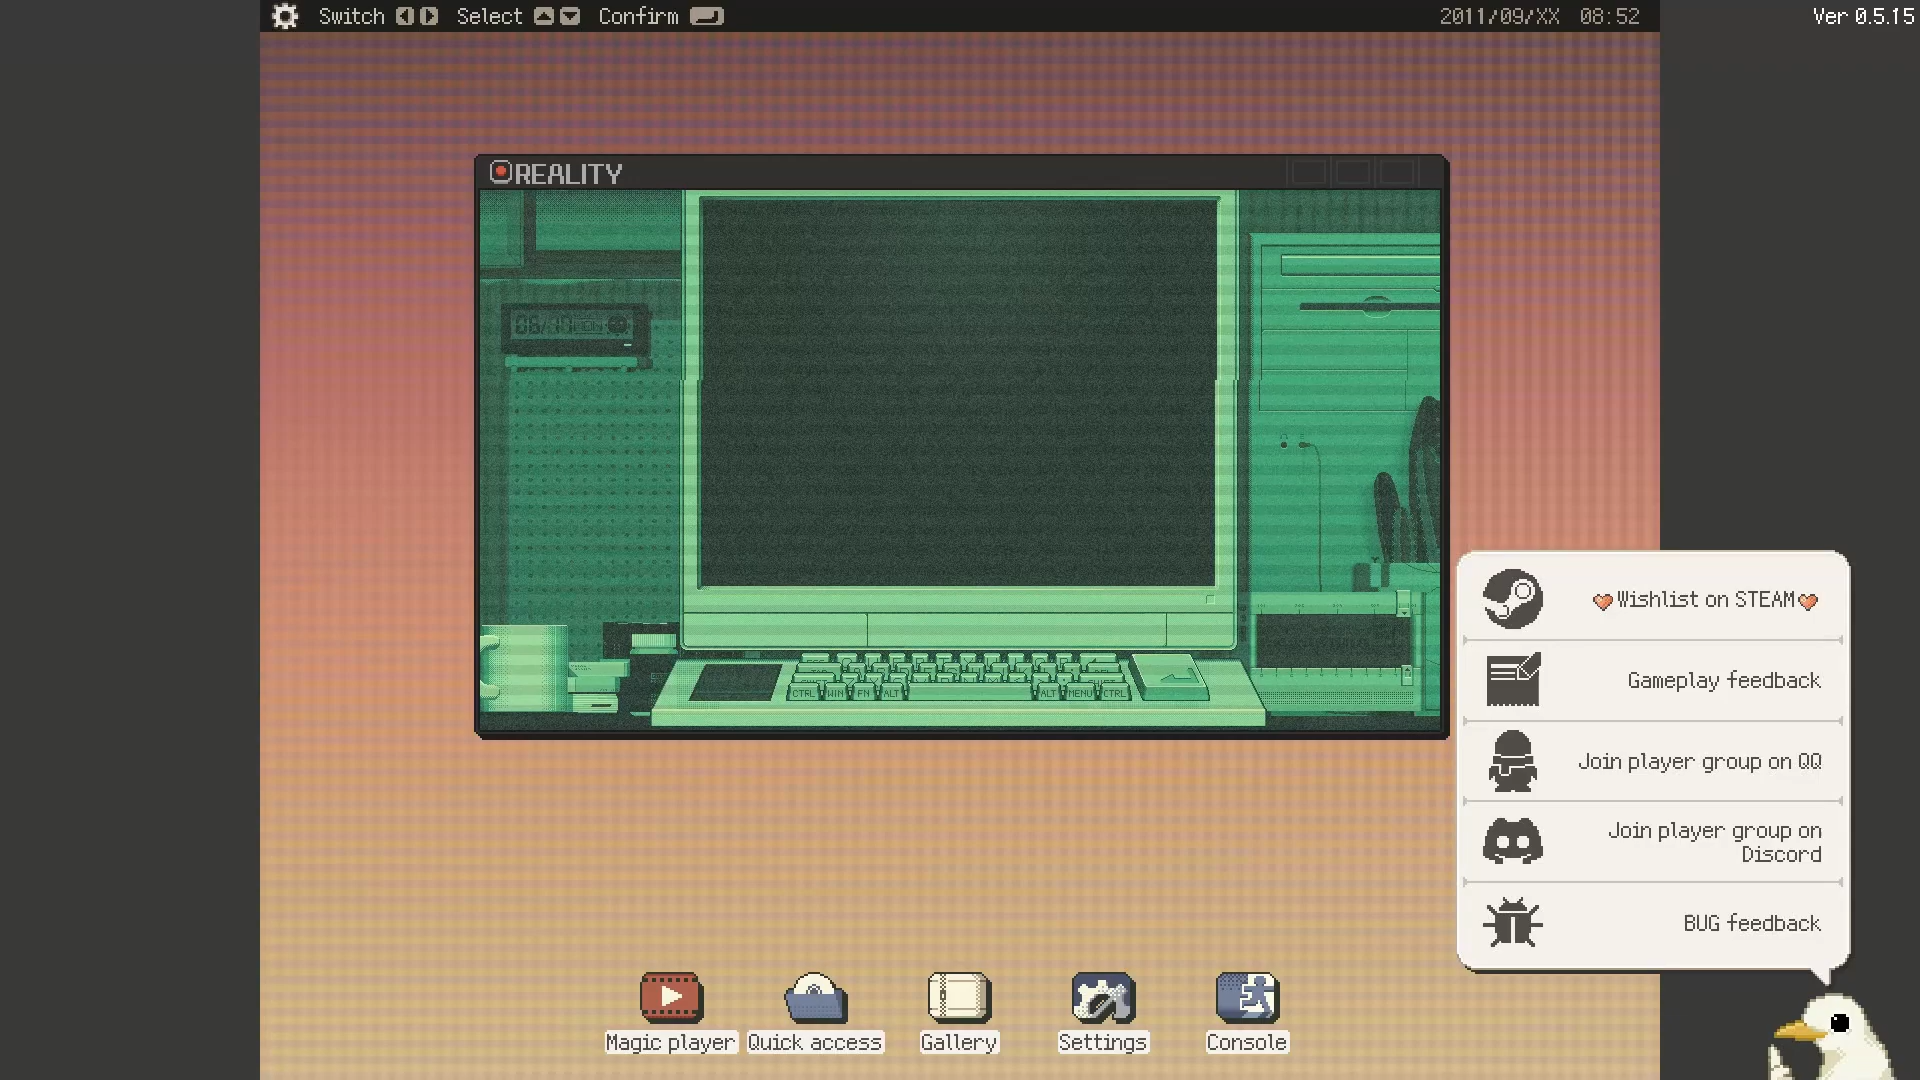 Switch Select Confirm 2011/09/XX 08:52 Ver 0.5.15
REALITY
CTRL WIN FN ALT ALT MENU CTRL
Wishlist on STEAM
Gameplay feedback
Join player group on QQ
Join player group on
Discord
BUG feedback
Magic player Quick access Gallery Settings Console